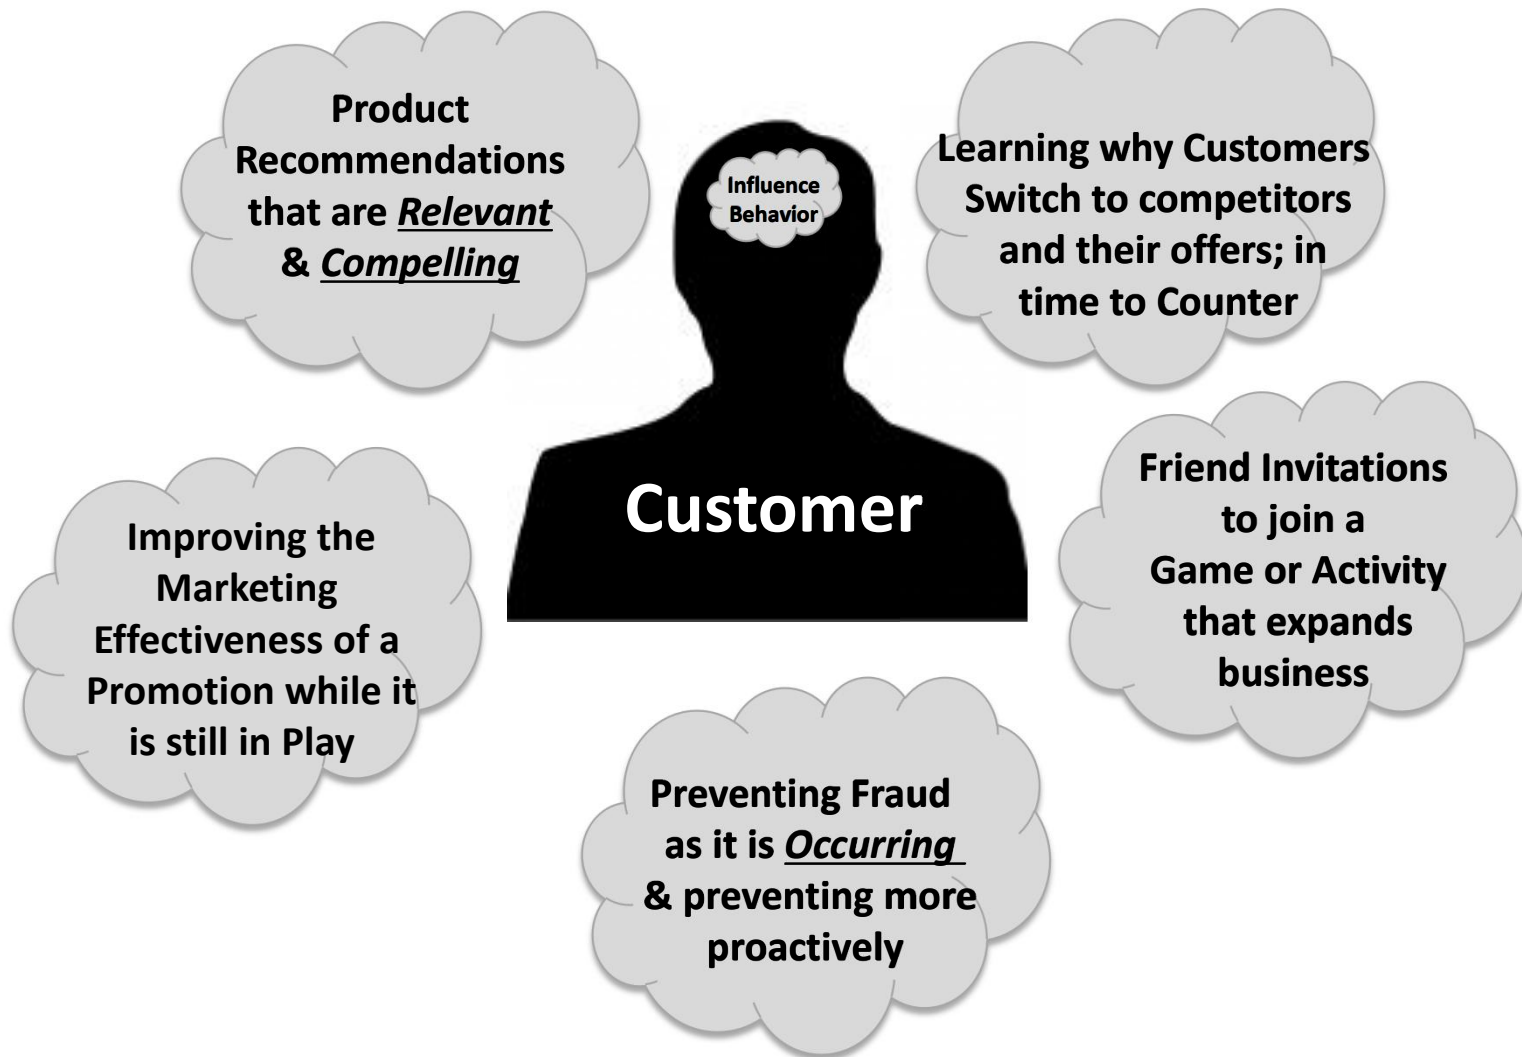 Product
Recommendations
that are Relevant
& Compelling
Influence
Behavior
Learning why Customers
Switch to competitors
and their offers; in
time to Counter
Customer
Improving the
Marketing
Effectiveness of a
Promotion while it
is still in Play
Friend Invitations
to join a
Game or Activity
that expands
business
Preventing Fraud
as it is Occurring
& preventing more
proactively